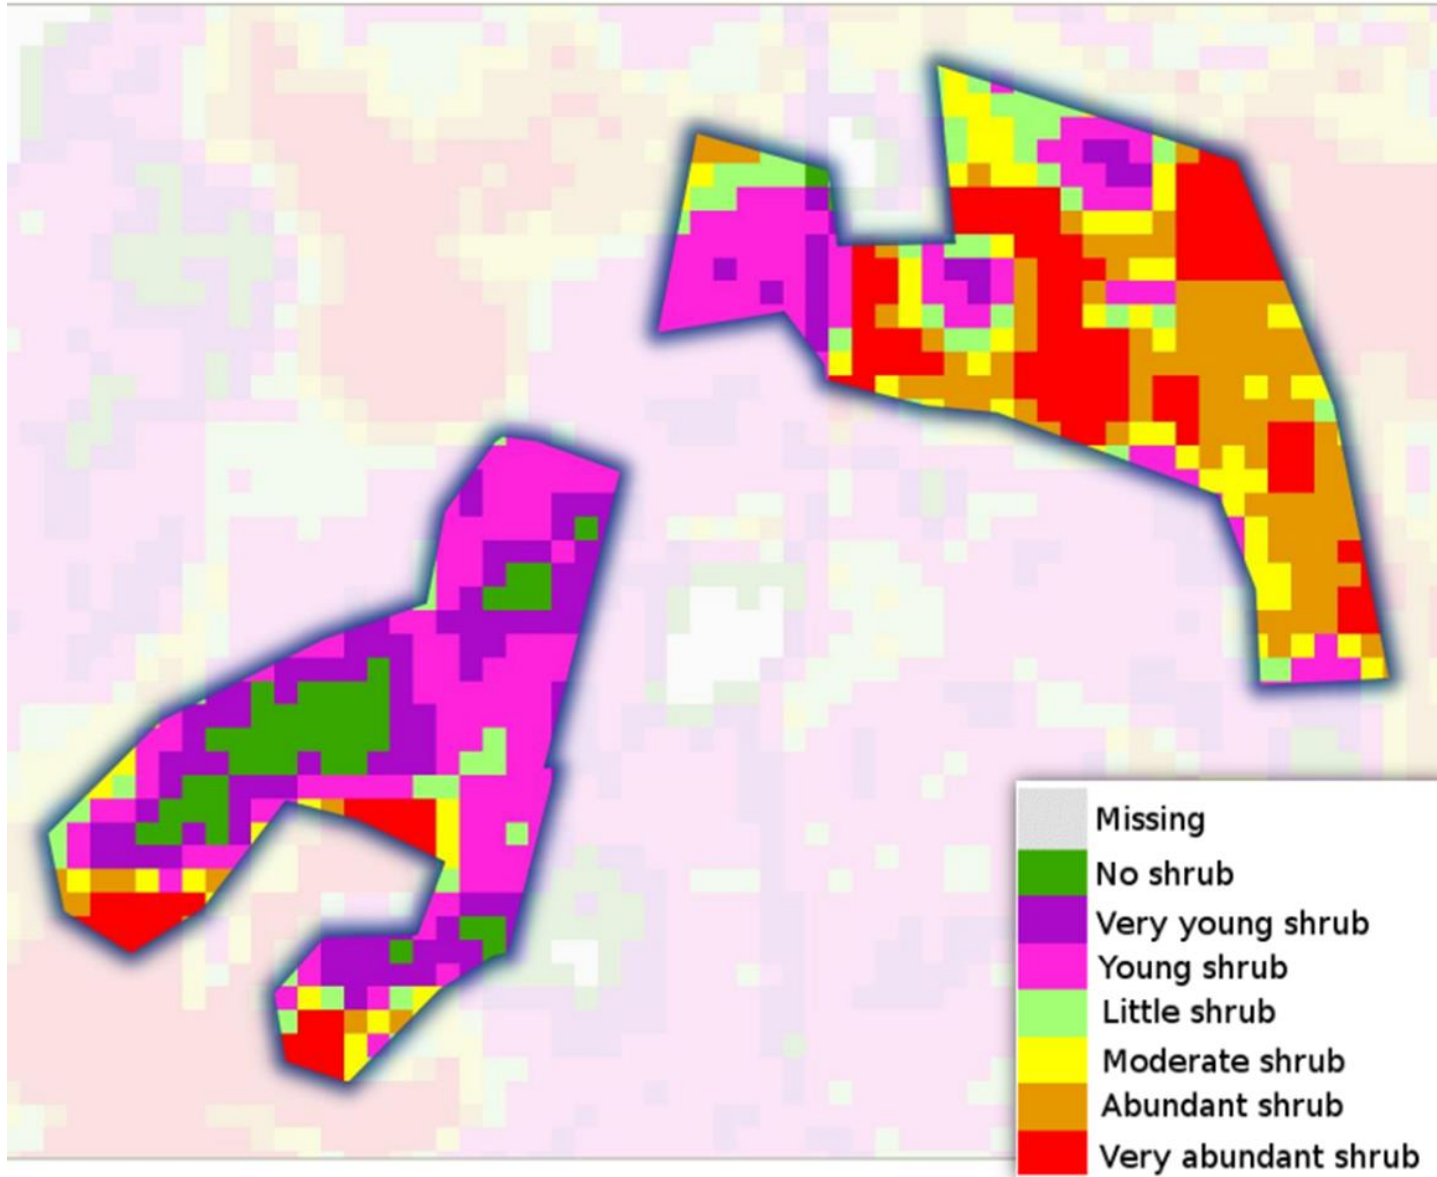 Missing
No shrub
Very young shrub
Young shrub
Little shrub
Moderate shrub
Abundant shrub
Very abundant shrub